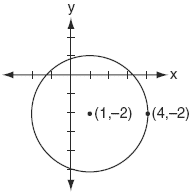 y
x
(1,–2)
(4,–2)